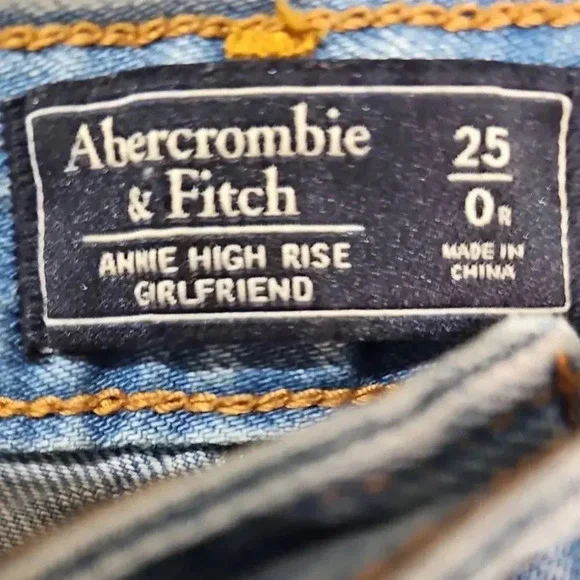 Abercrombie
& Fitch
ANNIE HIGH RISE
GIRLFRIEND
25
0R
MADE IN
CHINA